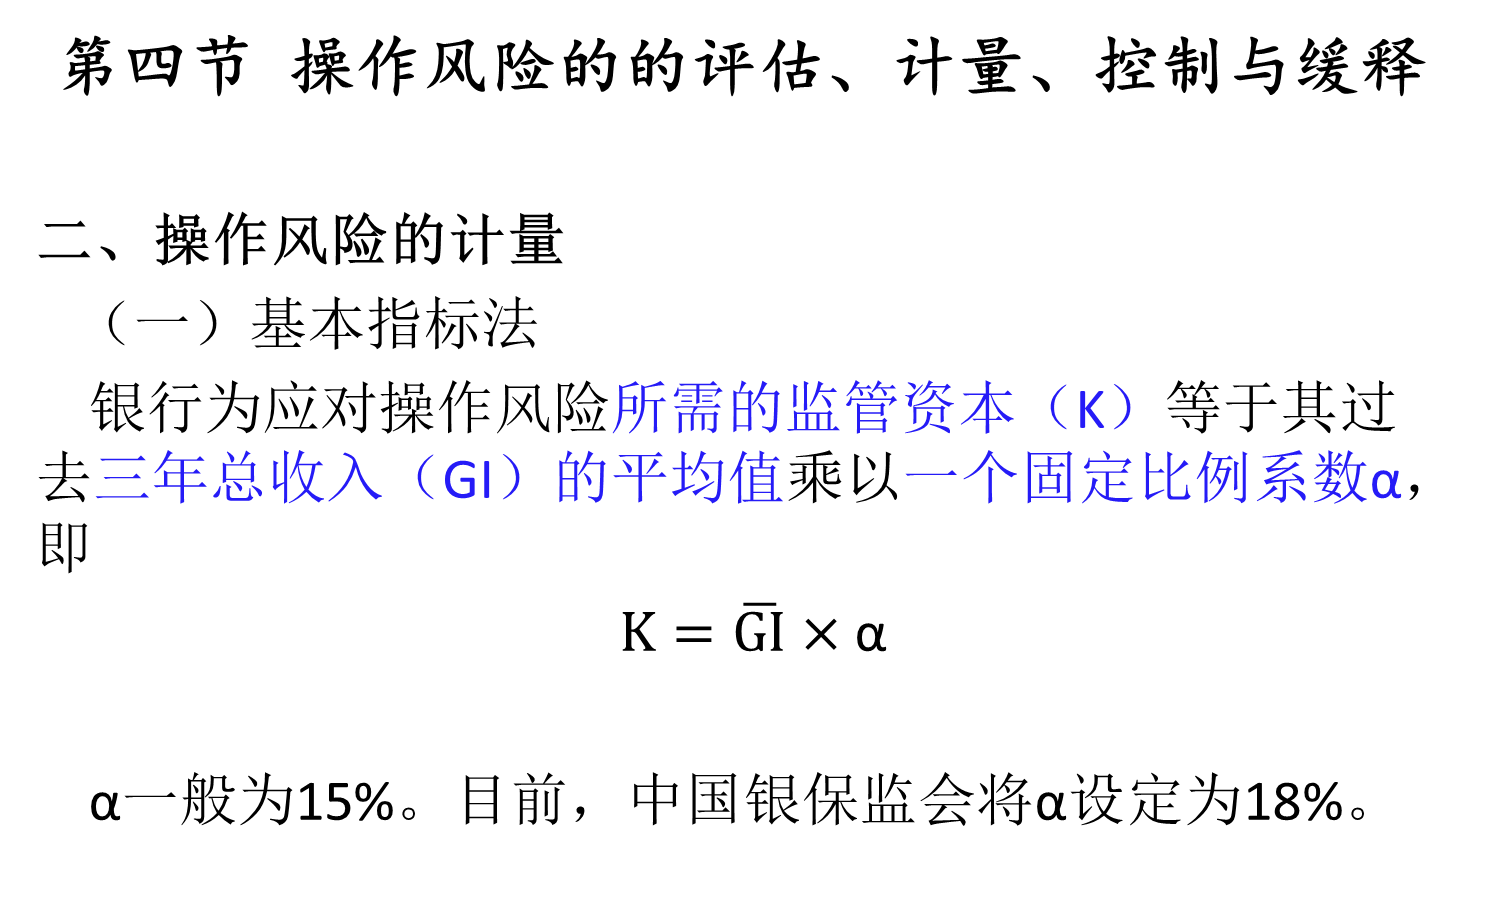 第四节 操作风险的的评估、计量、控制与缓释
二、操作风险的计量
（一）基本指标法
银行为应对操作风险所需的监管资本（K）等于其过
去三年总收入（GI）的平均值乘以一个固定比例系数α，
即
K = G̅I × α
α一般为15%。目前，中国银保监会将α设定为18%。